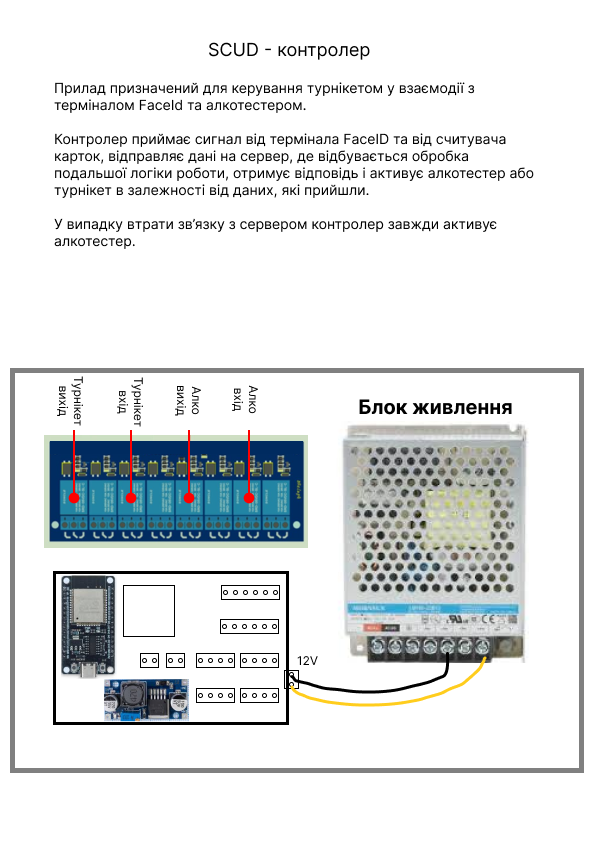 SCUD - контролер
Прилад призначений для керування турнікетом у взаємодії з
терміналом FaceId та алкотестером.
Контролер приймає сигнал від термінала FaceID та від считувача
карток, відправляє дані на сервер, де відбувається обробка
подальшої логіки роботи, отримує відповідь і активує алкотестер або
турнікет в залежності від даних, які прийшли.
У випадку втрати зв’язку з сервером контролер завжди активує
алкотестер.
Турнікет
вихід
Турнікет
вхід
Алко
вихід
Алко
вхід
Блок живлення
12V